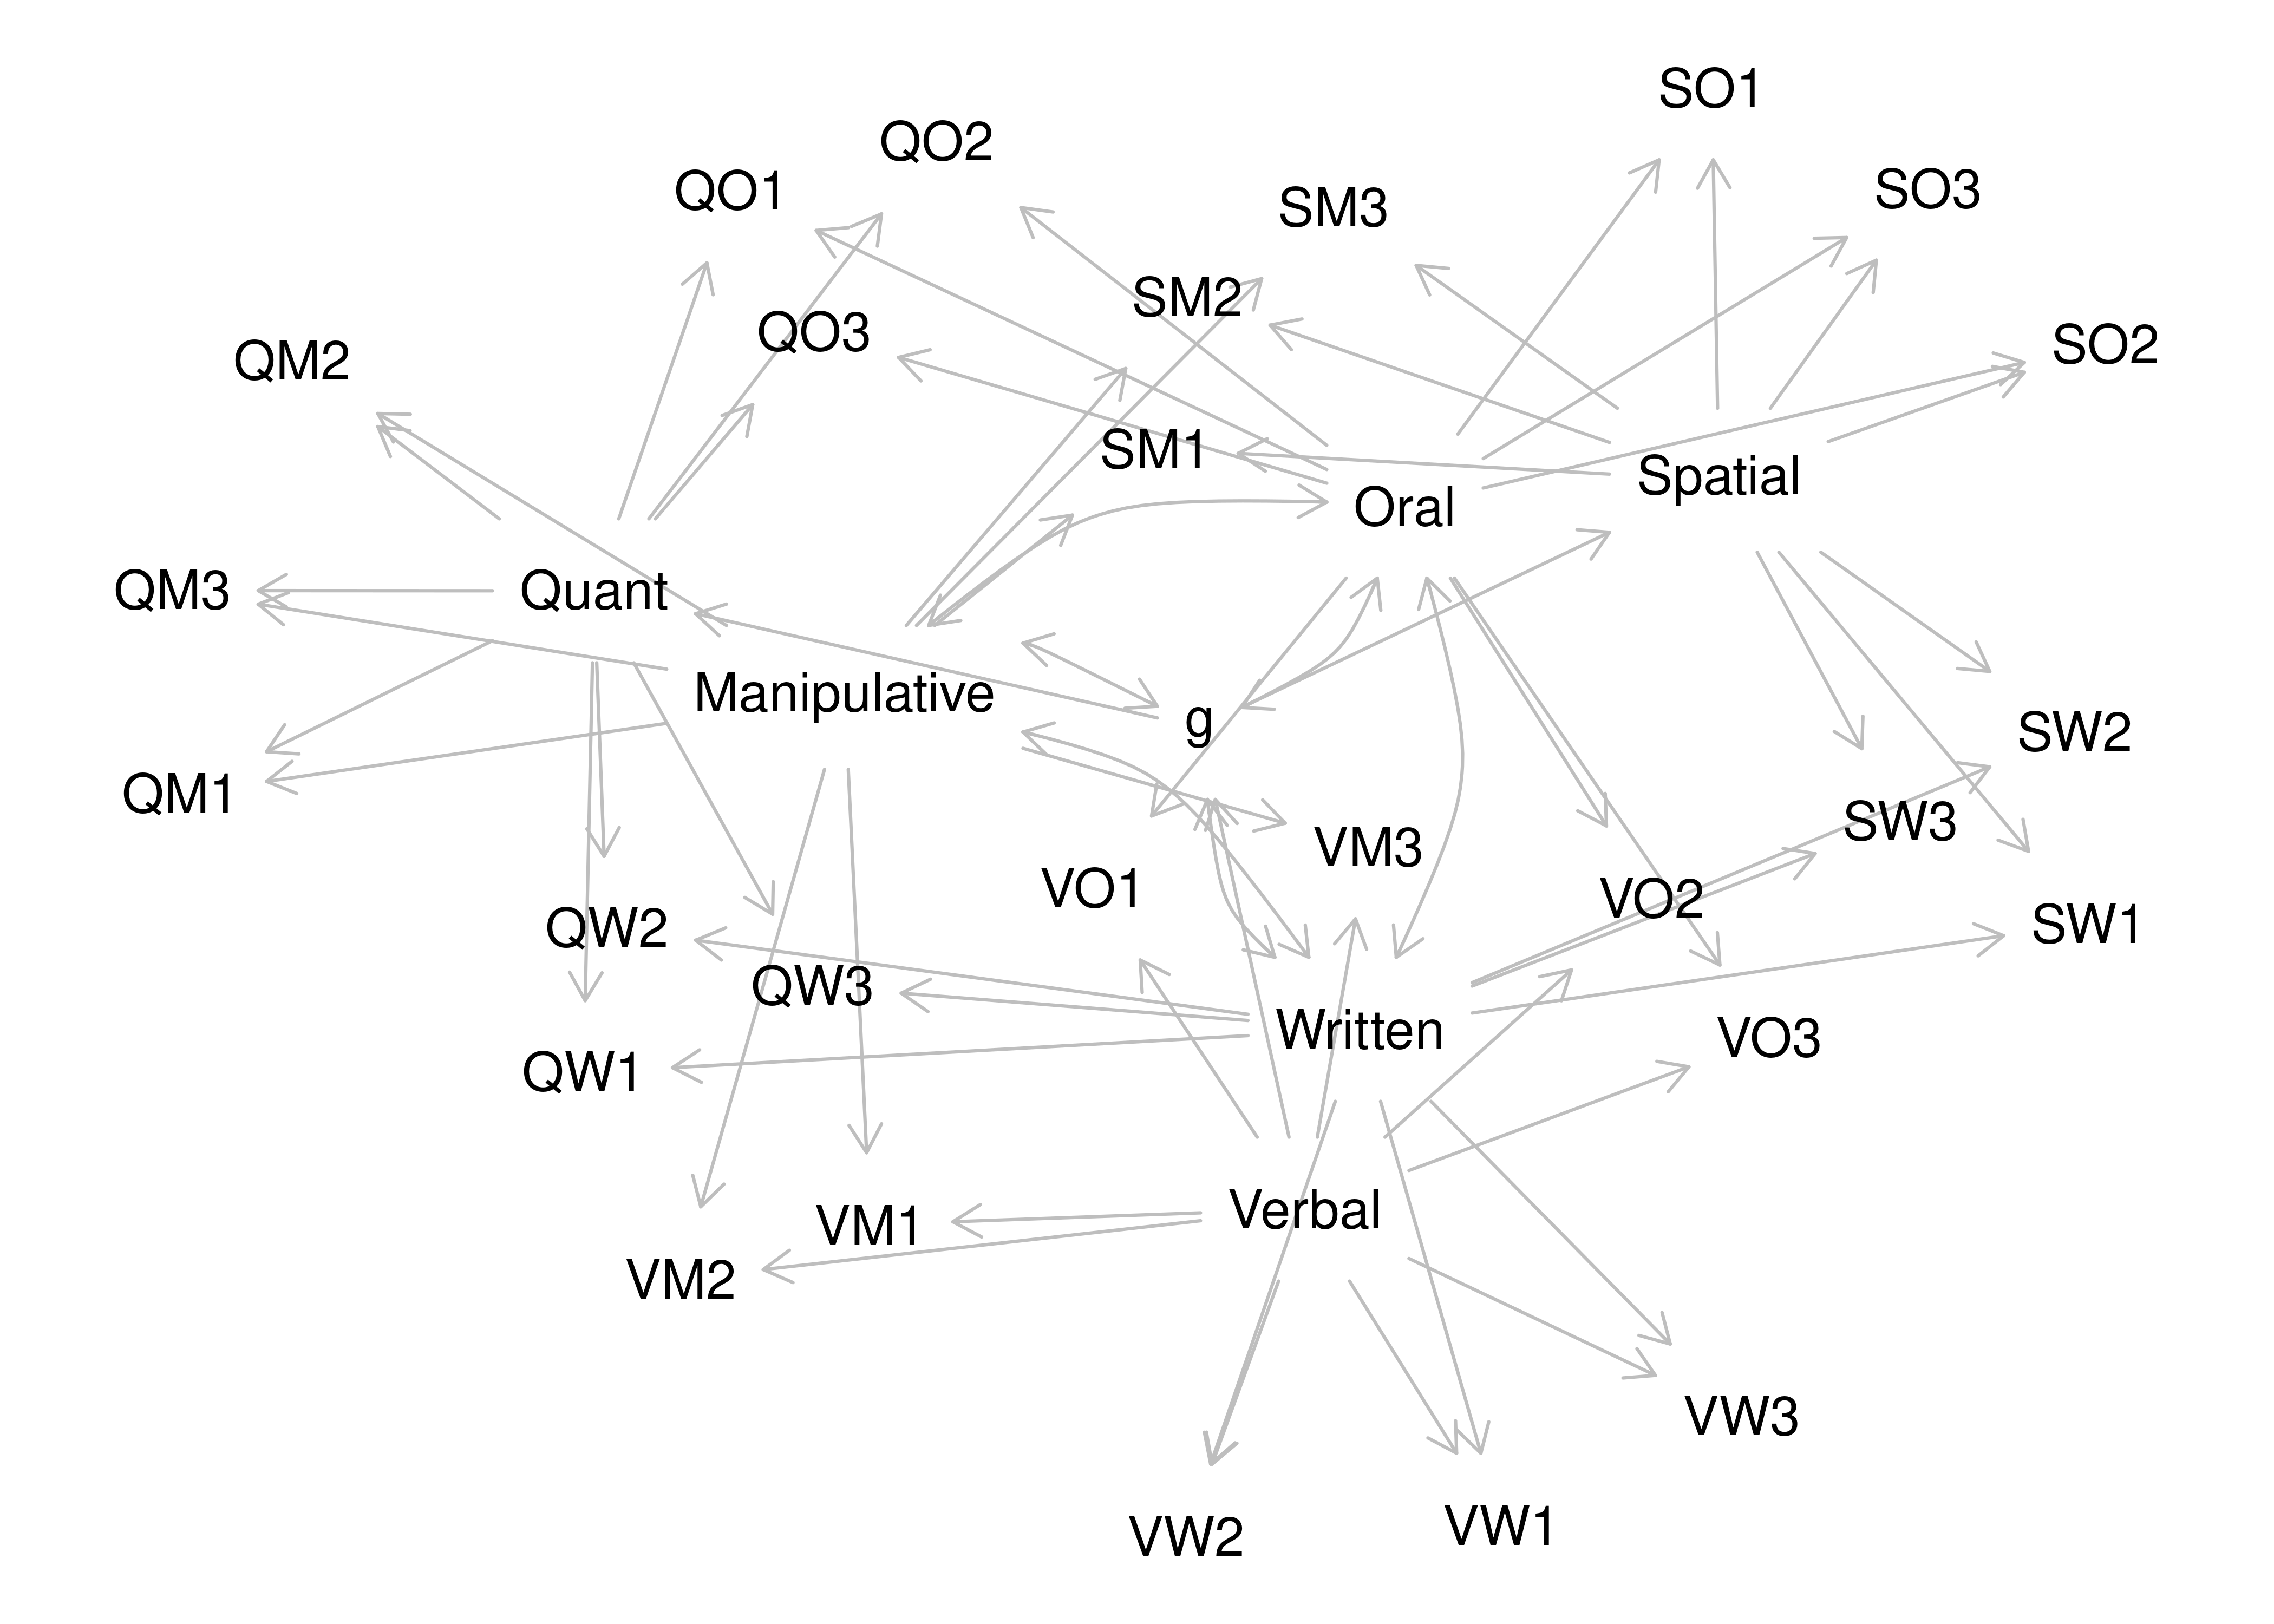 SO1
QO2
QO1
SO3
SM3
SM2
QO3
SO2
QM2
SM1
Spatial
Oral
QM3
Quant
Manipulative
g
SW2
QM1
SW3
VM3
VO1
VO2
SW1
QW2
QW3
Written
VO3
QW1
Verbal
VM1
VM2
VW3
VW1
VW2